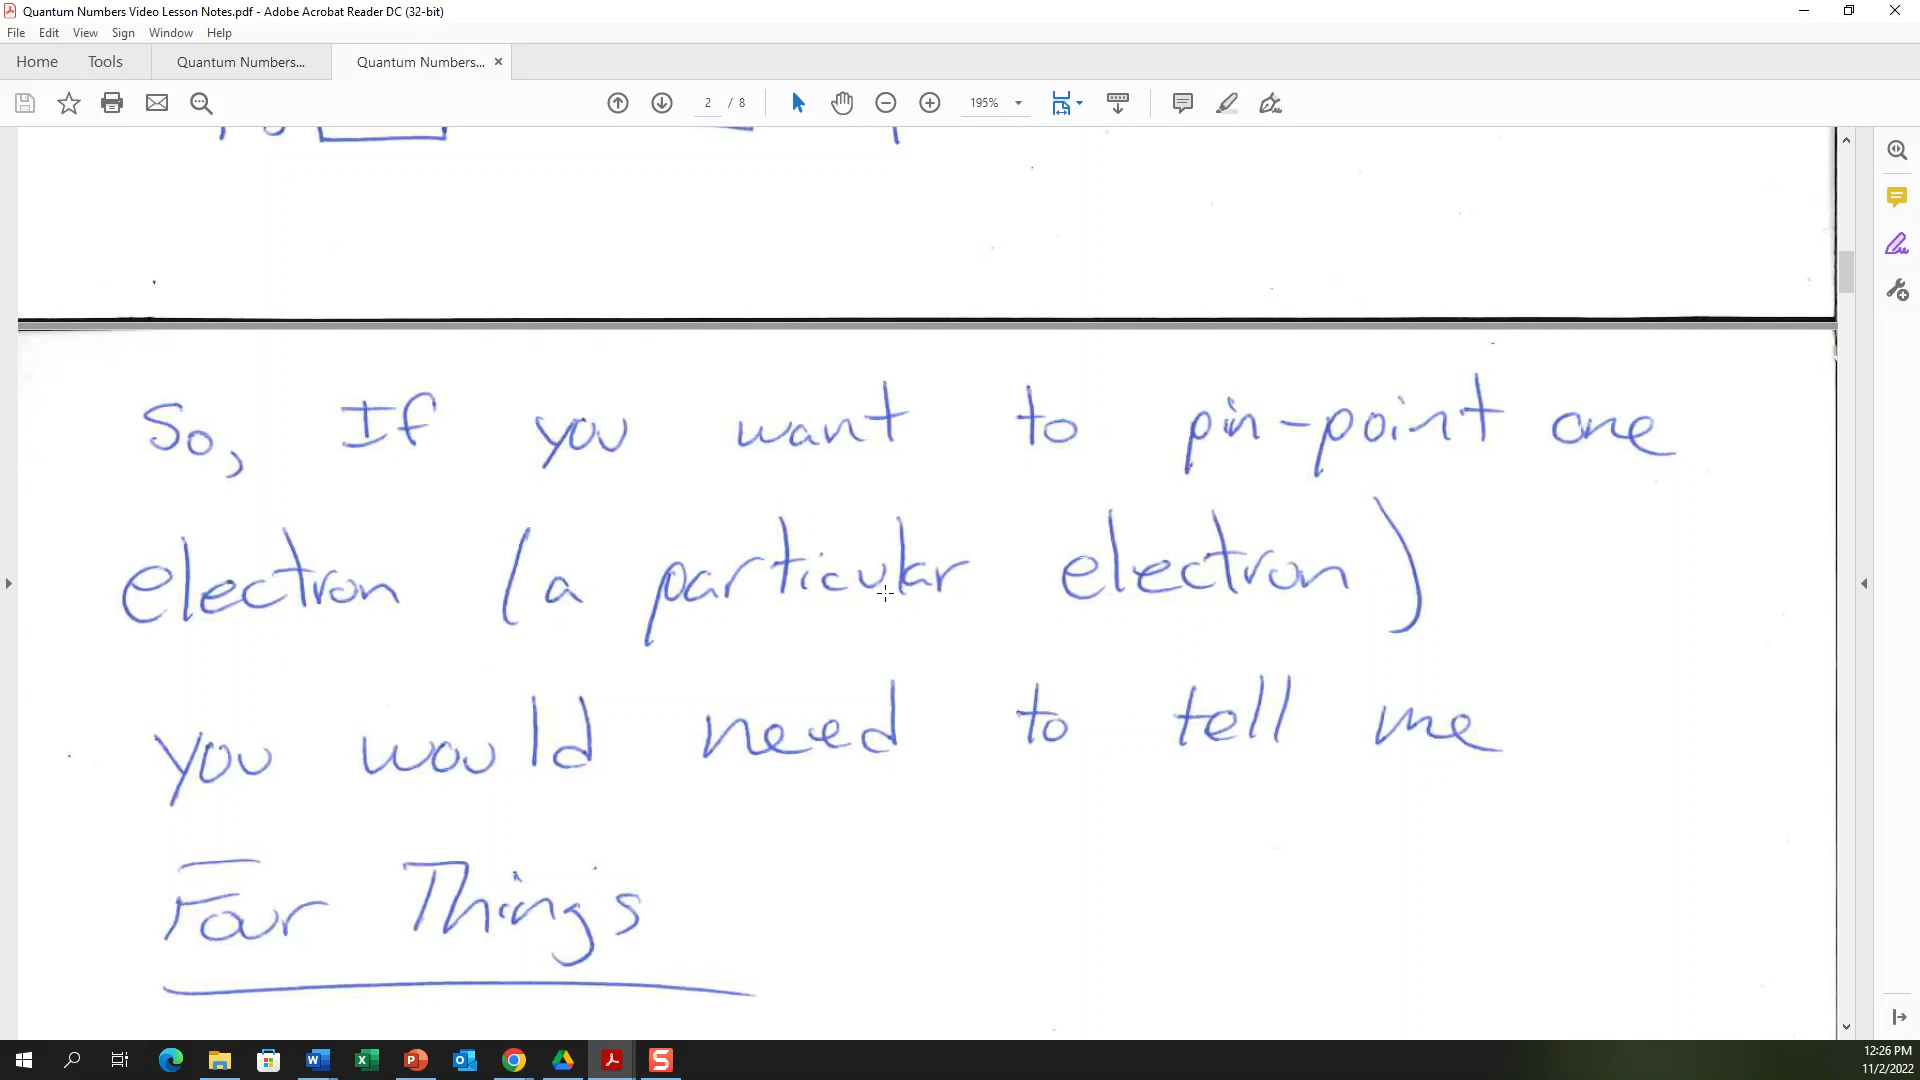 Quantum Numbers Video Lesson Notes.pdf - Adobe Acrobat Reader DC (32-bit)
File Edit View Sign Window Help
Home Tools Quantum Numbers... Quantum Numbers... ×
2 / 8 195%
So, If you want to pin-point one
electron (a particular electron)
you would need to tell me
Four Things
12:26 PM
11/2/2022